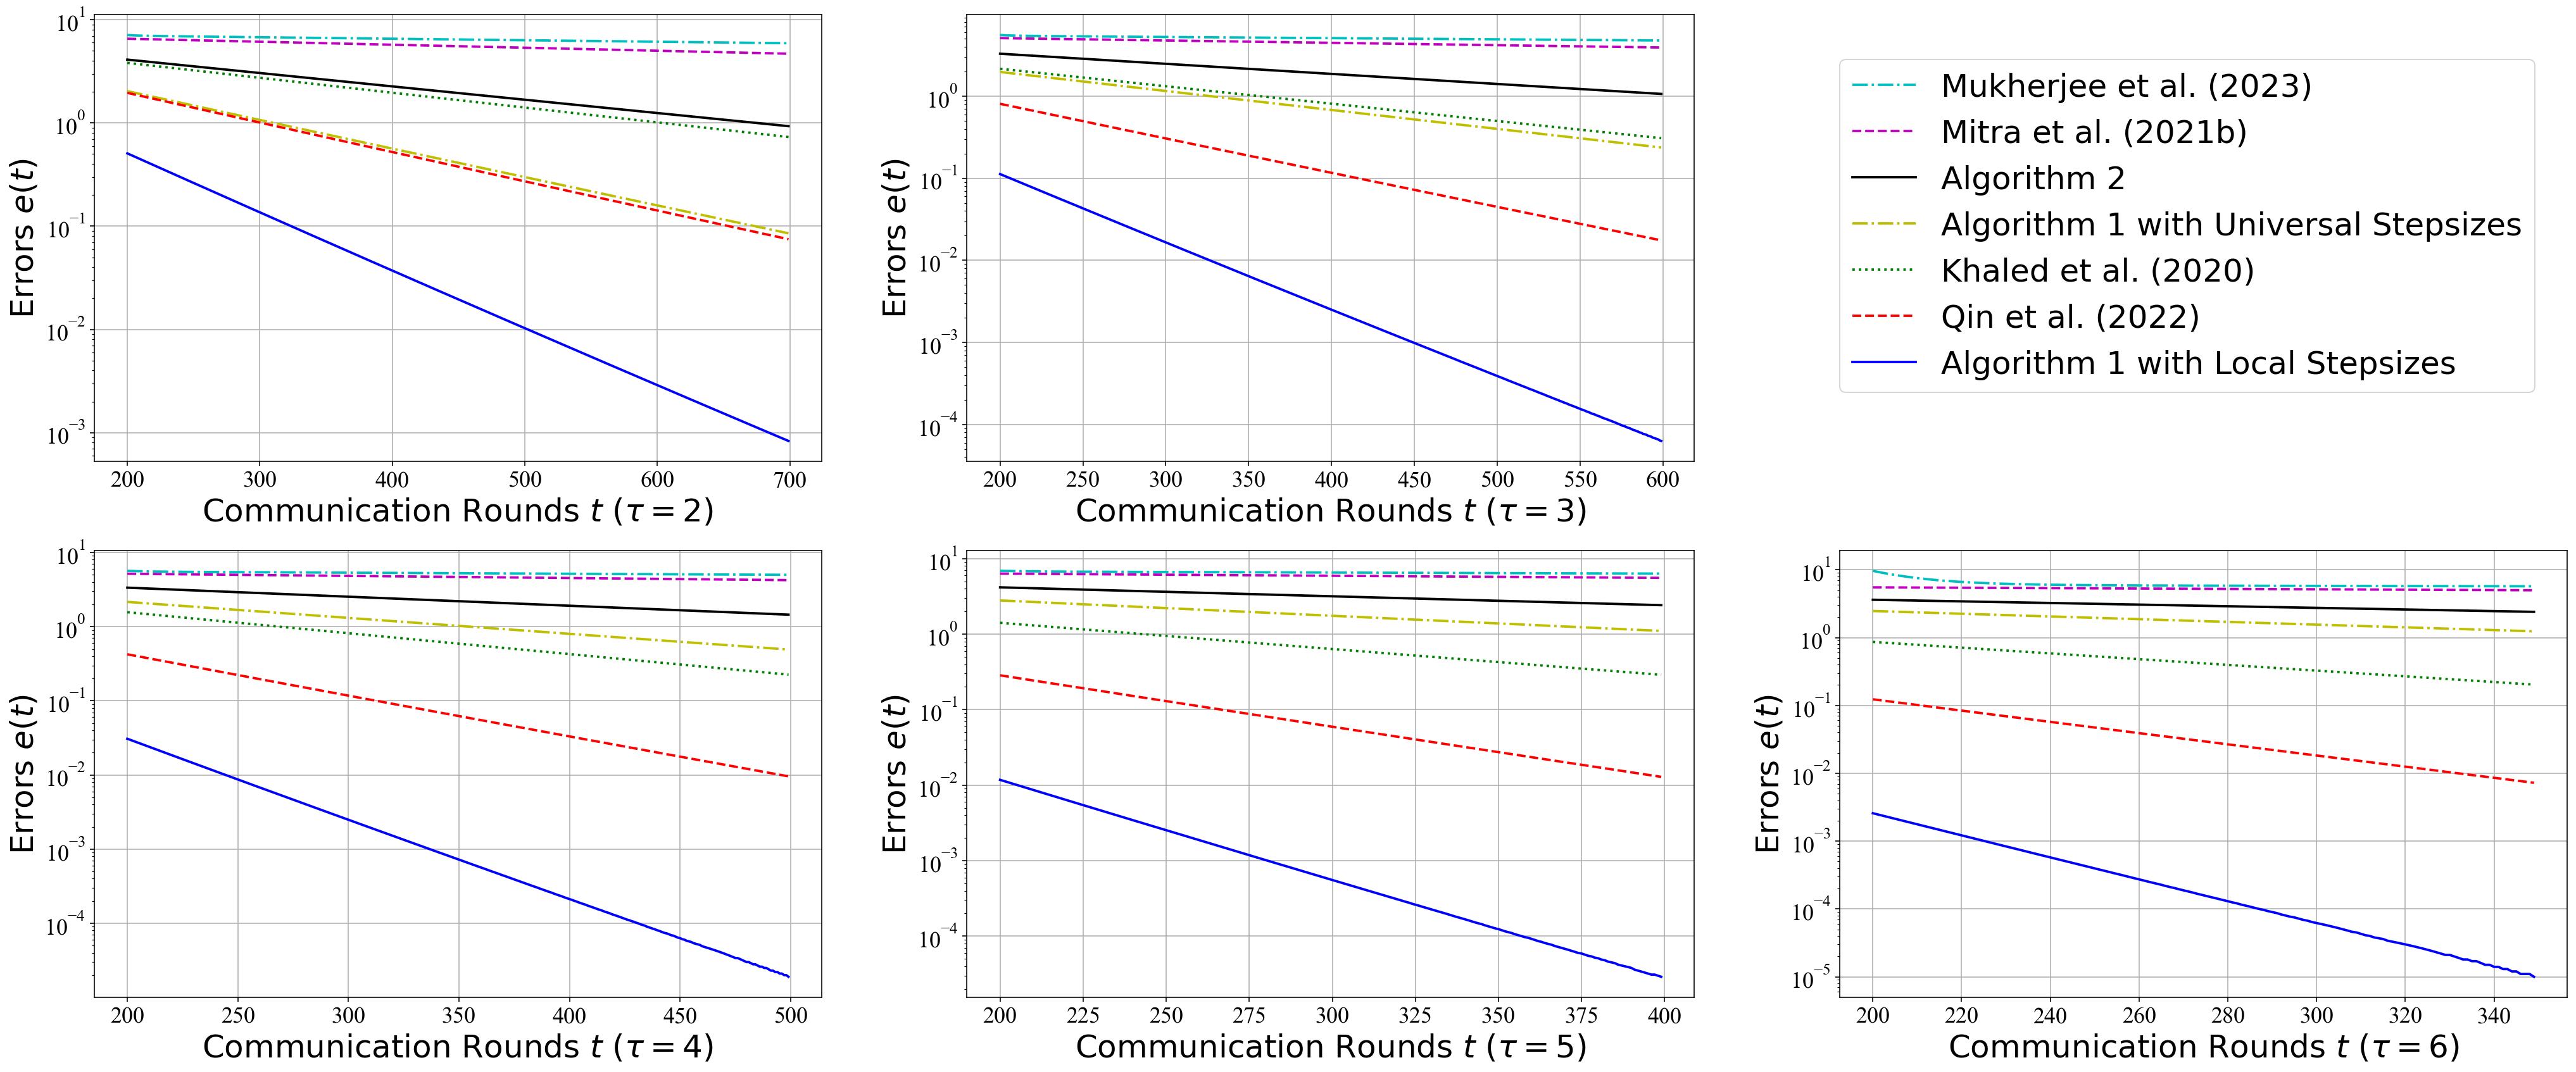 10^1
10^0
10^−1
10^−2
10^−3
Errors e(t)
200 300 400 500 600 700
Communication Rounds t (τ = 2)
10^0
10^−1
10^−2
10^−3
10^−4
Errors e(t)
200 250 300 350 400 450 500 550 600
Communication Rounds t (τ = 3)
Mukherjee et al. (2023)
Mitra et al. (2021b)
Algorithm 2
Algorithm 1 with Universal Stepsizes
Khaled et al. (2020)
Qin et al. (2022)
Algorithm 1 with Local Stepsizes
10^1
10^0
10^−1
10^−2
10^−3
10^−4
Errors e(t)
200 250 300 350 400 450 500
Communication Rounds t (τ = 4)
10^1
10^0
10^−1
10^−2
10^−3
10^−4
Errors e(t)
200 225 250 275 300 325 350 375 400
Communication Rounds t (τ = 5)
10^1
10^0
10^−1
10^−2
10^−3
10^−4
10^−5
Errors e(t)
200 220 240 260 280 300 320 340
Communication Rounds t (τ = 6)